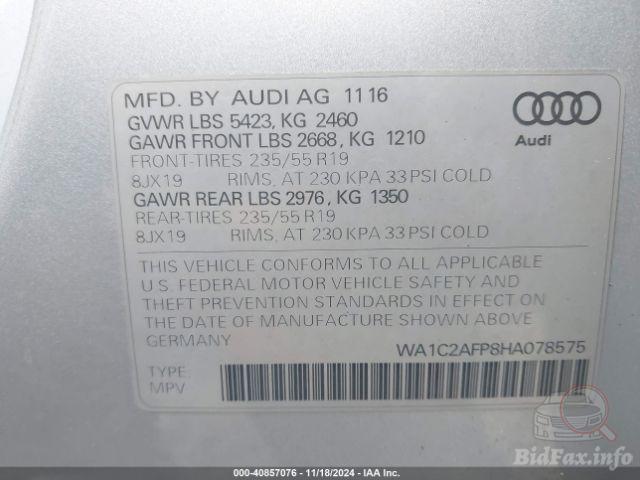 MFD. BY AUDI AG 11 16
GVWR LBS 5423, KG 2460
GAWR FRONT LBS 2668, KG 1210
FRONT-TIRES 235/55 R19
8JX19 RIMS, AT 230 KPA 33 PSI COLD
GAWR REAR LBS 2976, KG 1350
REAR-TIRES 235/55 R19
8JX19 RIMS, AT 230 KPA 33 PSI COLD
Audi
THIS VEHICLE CONFORMS TO ALL APPLICABLE
U.S. FEDERAL MOTOR VEHICLE SAFETY AND
THEFT PREVENTION STANDARDS IN EFFECT ON
THE DATE OF MANUFACTURE SHOWN ABOVE
GERMANY
WA1C2AFP8HA078575
TYPE:
MPV
BidFax.info
000-40857076 - 11/18/2024 - IAA Inc.